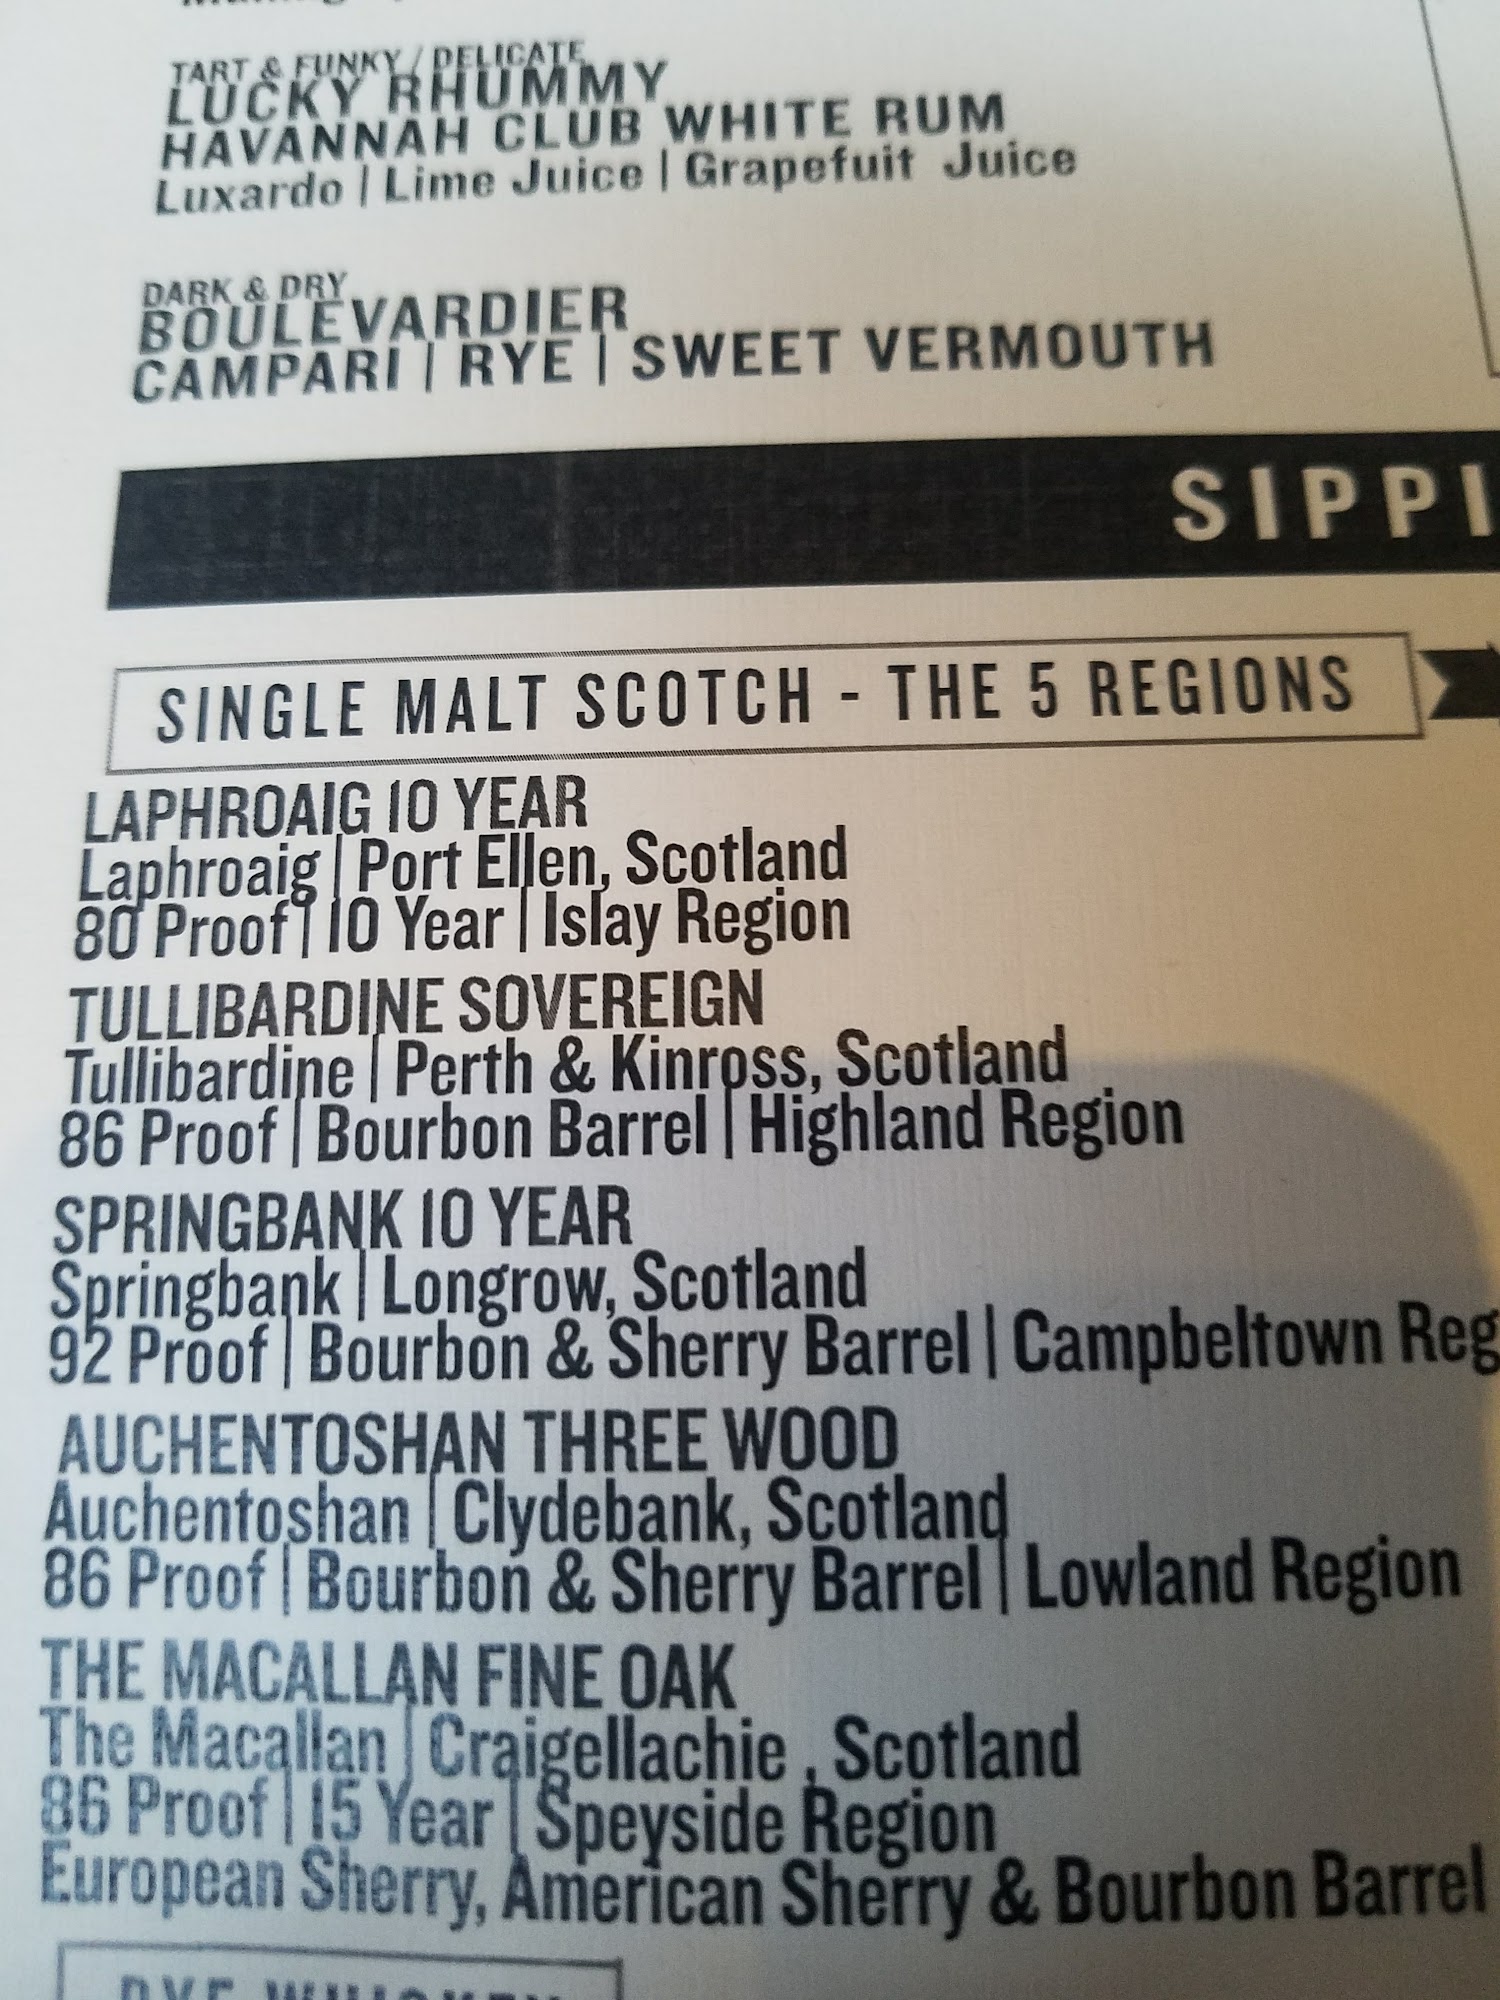 TART & FUNKY / DELICATE
LUCKY RHUMMY
HAVANNAH CLUB WHITE RUM
Luxardo | Lime Juice | Grapefuit Juice
DARK & DRY
BOULEVARDIER
CAMPARI | RYE | SWEET VERMOUTH
SIPPI
SINGLE MALT SCOTCH - THE 5 REGIONS
LAPHROAIG 10 YEAR
Laphroaig | Port Ellen, Scotland
80 Proof | 10 Year | Islay Region
TULLIBARDINE SOVEREIGN
Tullibardine | Perth & Kinross, Scotland
86 Proof | Bourbon Barrel | Highland Region
SPRINGBANK 10 YEAR
Springbank | Longrow, Scotland
92 Proof | Bourbon & Sherry Barrel | Campbeltown Reg
AUCHENTOSHAN THREE WOOD
Auchentoshan | Clydebank, Scotland
86 Proof | Bourbon & Sherry Barrel | Lowland Region
THE MACALLAN FINE OAK
The Macallan | Craigellachie , Scotland
86 Proof | 15 Year | Speyside Region
European Sherry, American Sherry & Bourbon Barrel